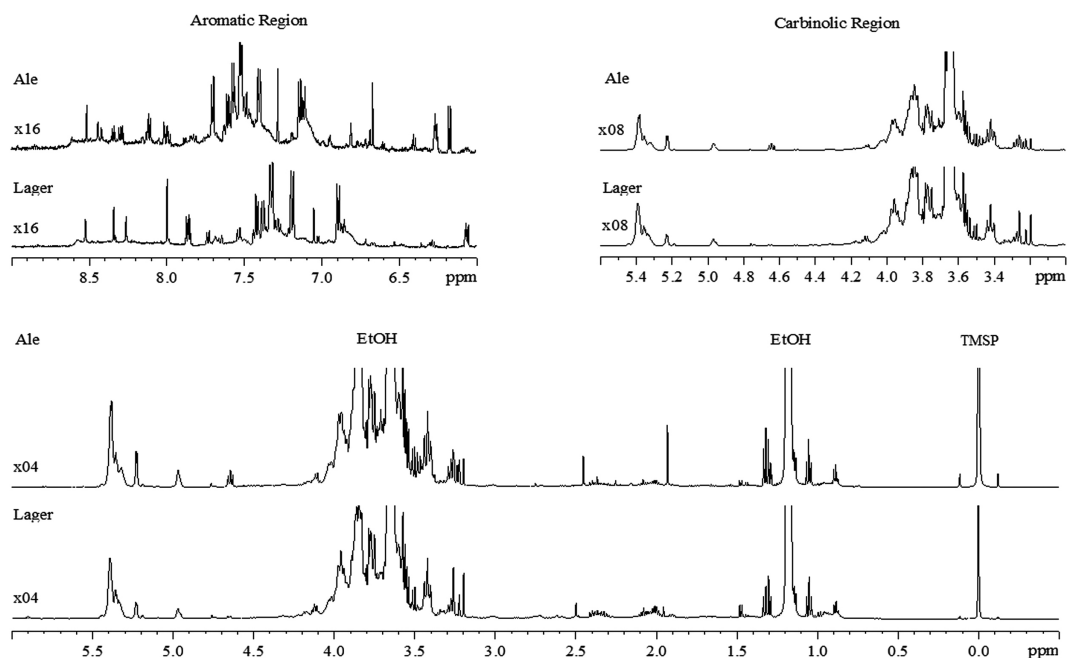 Aromatic Region
Ale
x16
Lager
x16
8.5 8.0 7.5 7.0 6.5 ppm
Carbinolic Region
Ale
x08
Lager
x08
5.4 5.2 5.0 4.8 4.6 4.4 4.2 4.0 3.8 3.6 3.4 ppm
Ale EtOH EtOH TMSP
x04
Lager
x04
5.5 5.0 4.5 4.0 3.5 3.0 2.5 2.0 1.5 1.0 0.5 0.0 ppm